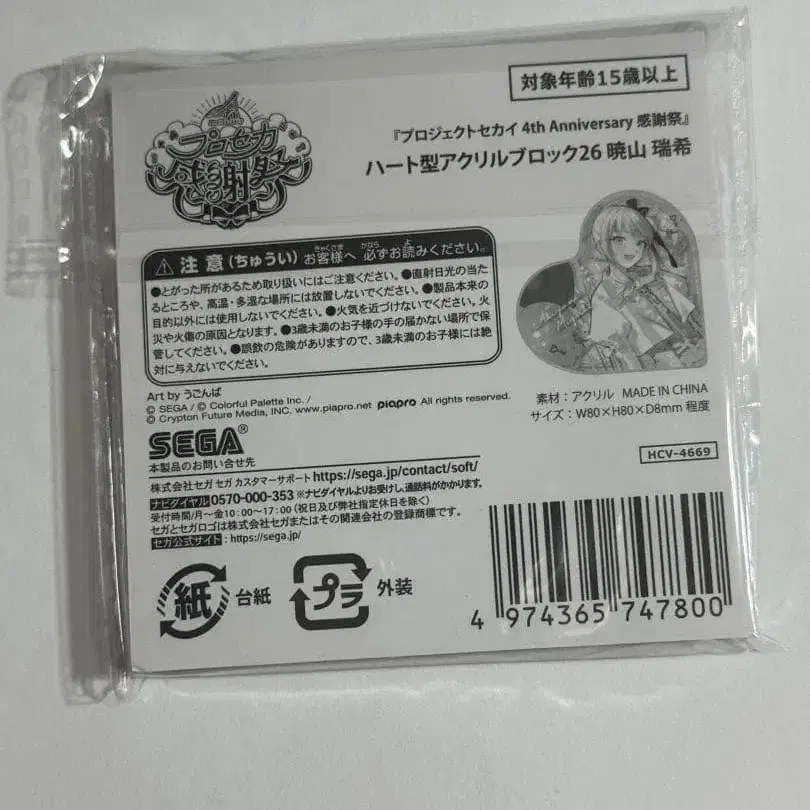 対象年齢15歳以上
プロセカ
感謝祭
『プロジェクトセカイ 4th Anniversary 感謝祭』
ハート型アクリルブロック26 暁山 瑞希
注意(ちゅうい) お客様へ 必ずお読みください。
きゃくさま かなら よ
●とがった所があるため取り扱いにはご注意ください。●直射日光の当た
るところや、高温・多湿な場所には放置しないでください。●製品本来の
目的以外には使用しないでください。●火気を近づけないでください。火
災や火傷の原因となります。●3歳未満のお子様の手の届かない場所で保
管してください。●誤飲の危険がありますので、3歳未満のお子様には絶
対に与えないでください。
Art by うごんば
© SEGA / © Colorful Palette Inc. /
© Crypton Future Media, INC. www.piapro.net piapro All rights reserved.
素材：アクリル MADE IN CHINA
サイズ：W80×H80×D8mm 程度
HCV-4669
SEGA®
本製品のお問い合せ先
株式会社セガ セガ カスタマーサポート https://sega.jp/contact/soft/
ナビダイヤル 0570-000-353 ※ナビダイヤルよりお受けし、通話料がかかります。
受付時間/月～金10:00～17:00(祝日及び弊社指定休日を除く)
セガとセガロゴは株式会社セガまたはその関連会社の登録商標です。
セガ公式サイト：https://sega.jp/
紙 台紙 プラ 外装
4 974365 747800